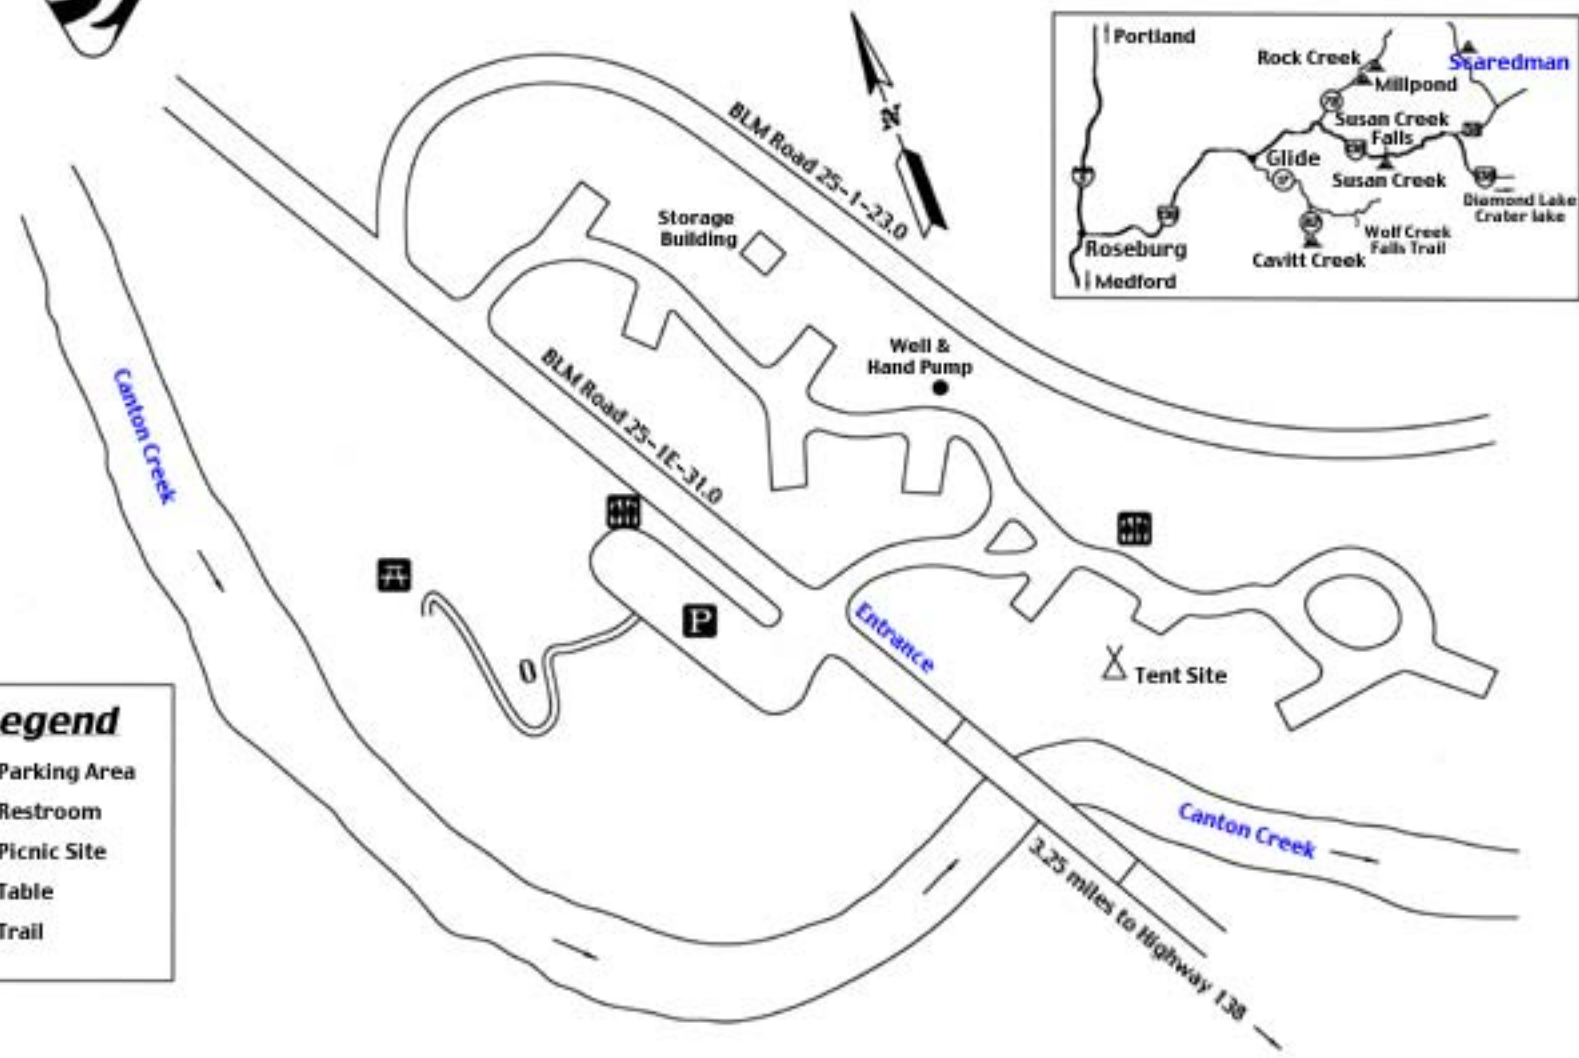 Portland
Rock Creek
Scaredman
Millpond
Susan Creek
Falls
Glide
Susan Creek
Diamond Lake
Crater lake
Roseburg
Wolf Creek
Falls Trail
Cavitt Creek
Medford
N
BLM Road 25-1-23.0
Storage
Building
Well &
Hand Pump
BLM Road 25-1E-31.0
Canton Creek
P
Entrance
Tent Site
Canton Creek
3.25 miles to Highway 138
egend
Parking Area
Restroom
Picnic Site
Table
Trail